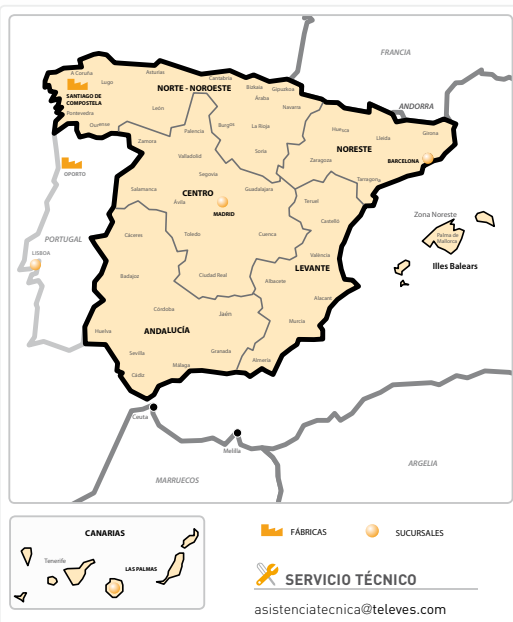 FRANCIA
A Coruña
Asturias
Cantabria
Lugo
NORTE - NOROESTE
Bizkaia
Gipuzkoa
Araba
SANTIAGO DE
COMPOSTELA
Navarra
ANDORRA
León
Pontevedra
Ourense
Palencia
Burgos
La Rioja
Huesca
Girona
Lleida
Zamora
NORESTE
Valladolid
Soria
Zaragoza
BARCELONA
OPORTO
Segovia
Tarragona
Salamanca
CENTRO
Guadalajara
Ávila
Teruel
MADRID
Zona Noreste
Castelló
PORTUGAL
Cáceres
Toledo
Cuenca
Palma de
Mallorca
LISBOA
València
LEVANTE
Illes Balears
Badajoz
Ciudad Real
Albacete
Alacant
Córdoba
Jaén
Murcia
Huelva
ANDALUCÍA
Sevilla
Granada
Almería
Málaga
Cádiz
Ceuta
Melilla
MARRUECOS
ARGELIA
CANARIAS
Tenerife
LAS PALMAS
FÁBRICAS
SUCURSALES
SERVICIO TÉCNICO
asistenciatecnica@televes.com